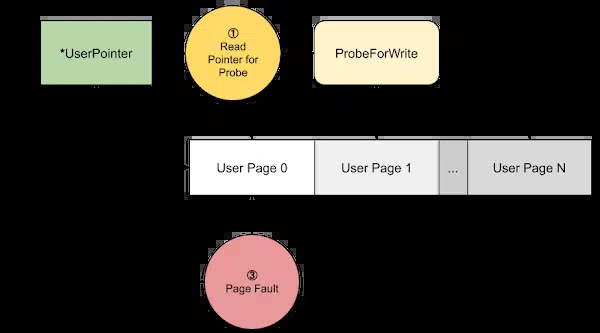 *UserPointer
①
Read
Pointer for
Probe
ProbeForWrite
User Page 0
User Page 1
...
User Page N
③
Page Fault